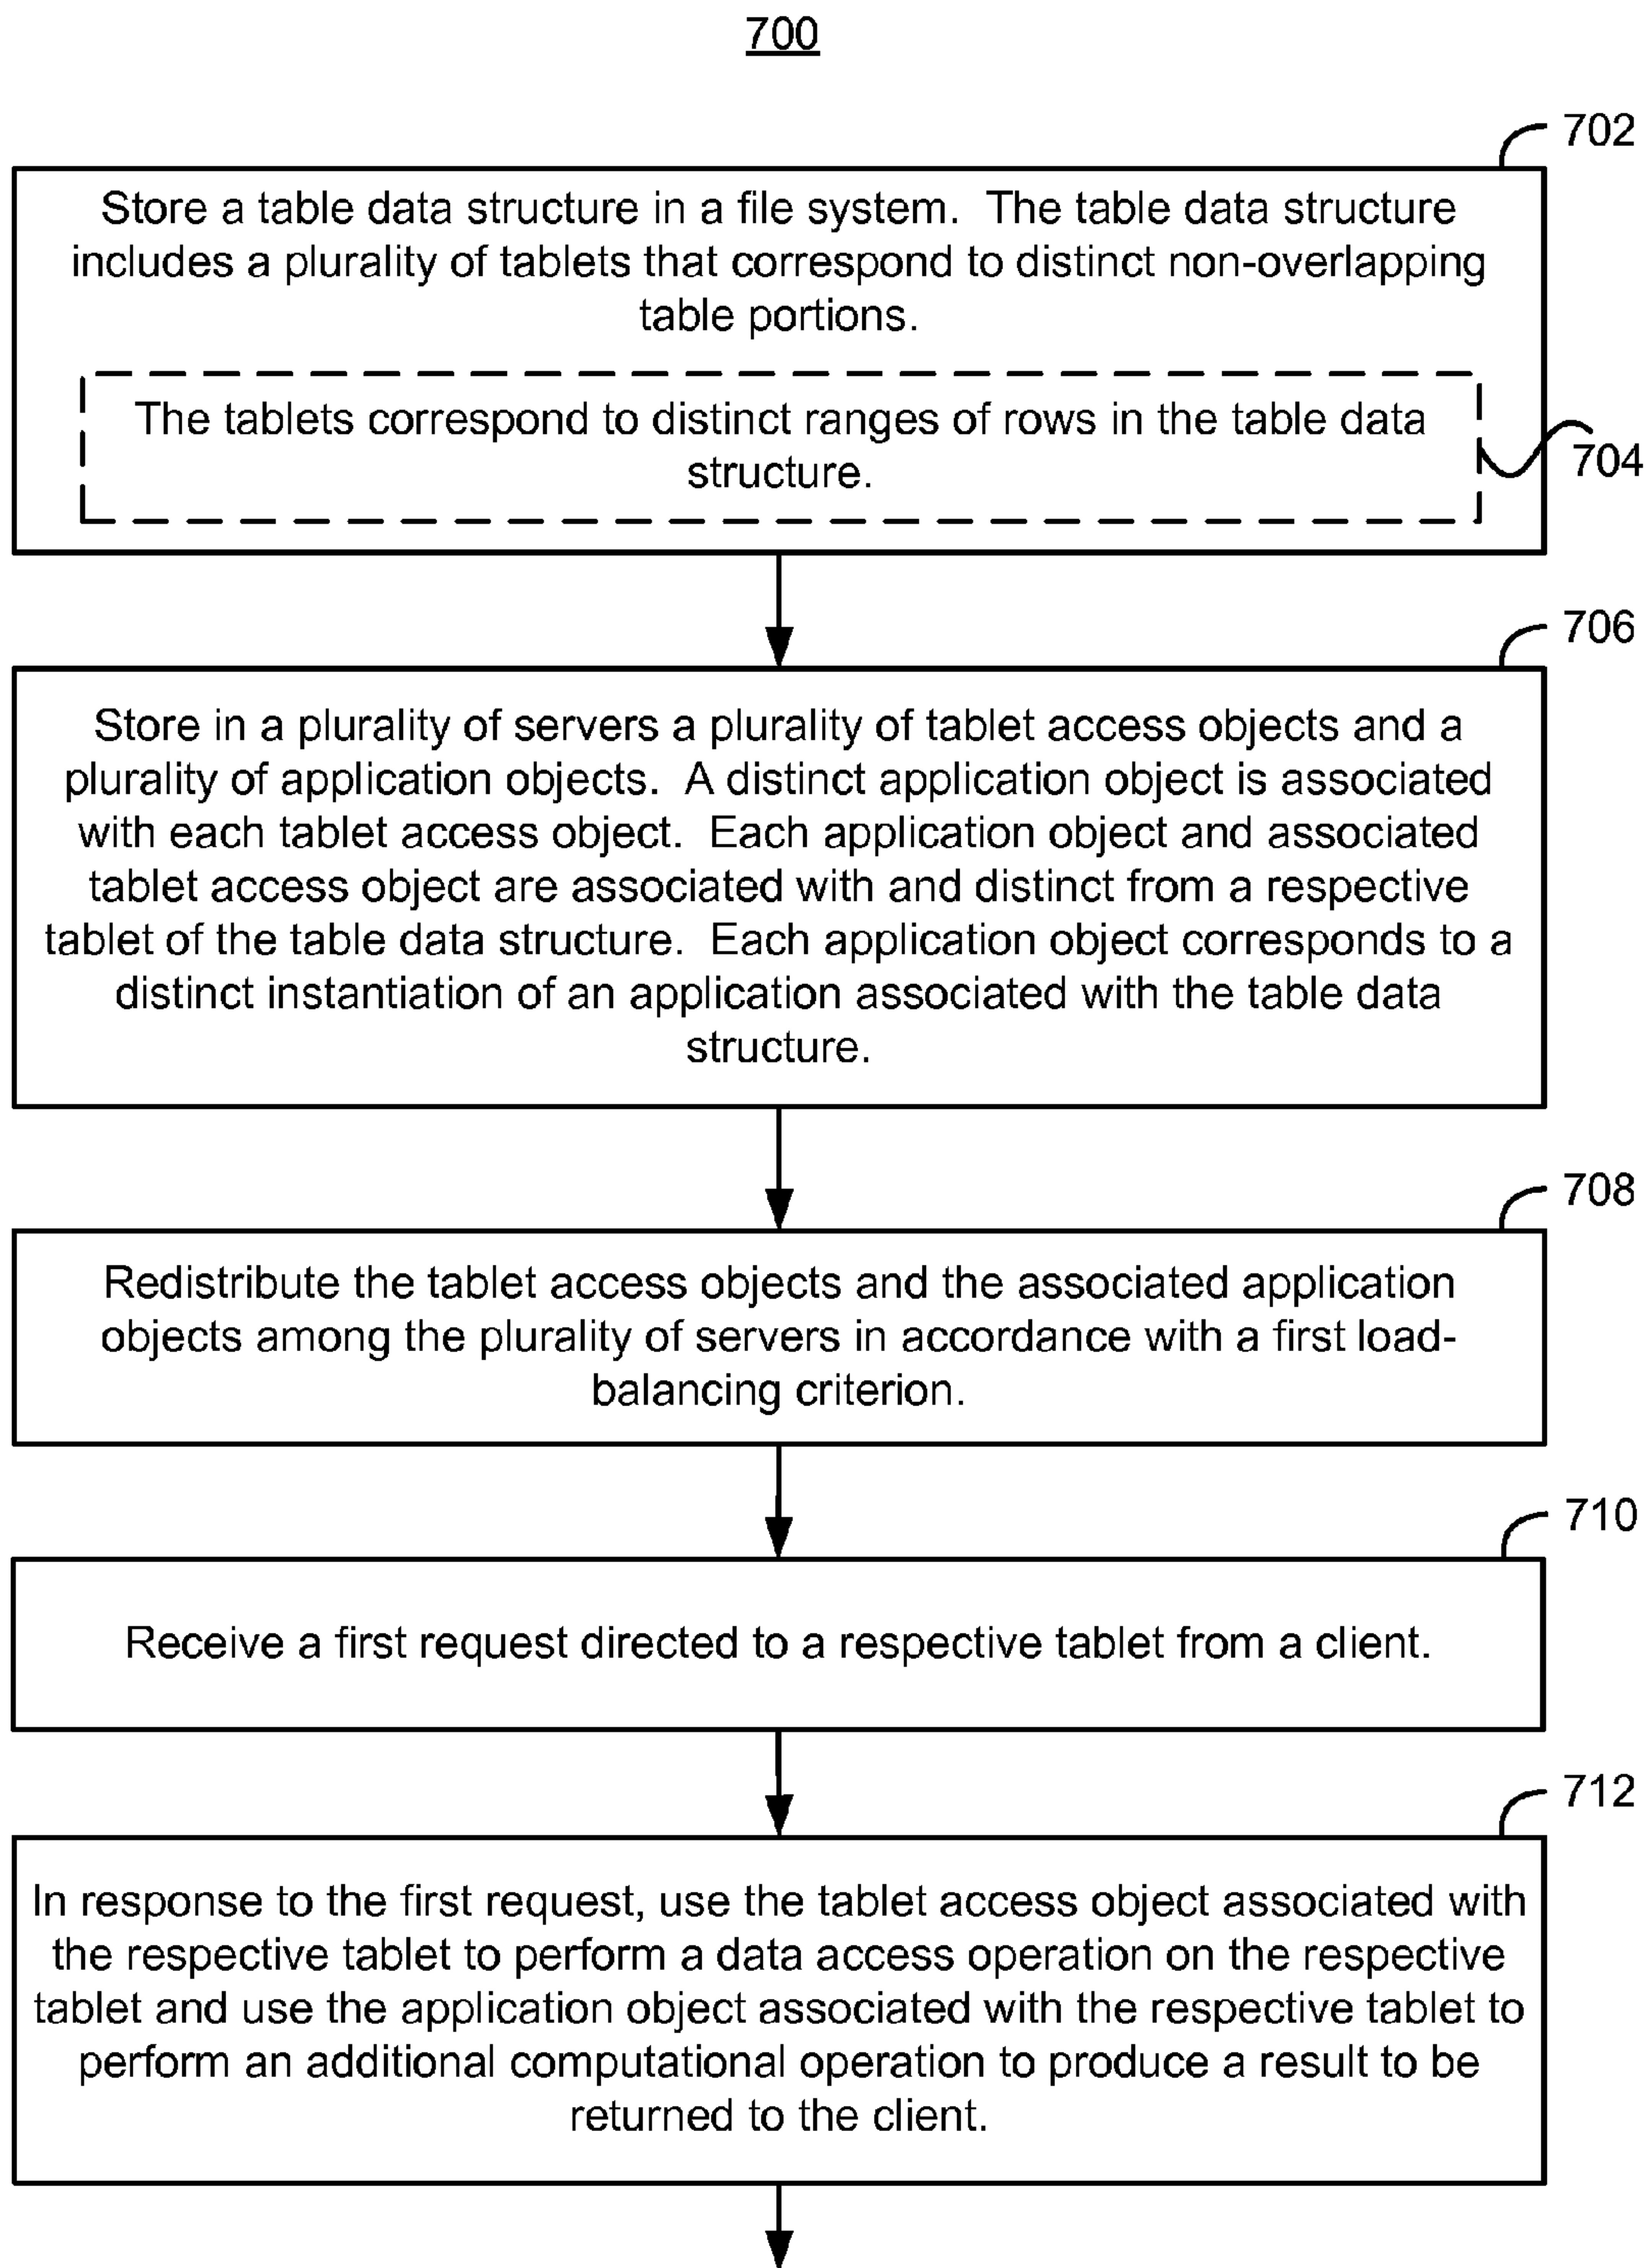 700
702
Store a table data structure in a file system. The table data structure
includes a plurality of tablets that correspond to distinct non-overlapping
table portions.
The tablets correspond to distinct ranges of rows in the table data
structure.
704
706
Store in a plurality of servers a plurality of tablet access objects and a
plurality of application objects. A distinct application object is associated
with each tablet access object. Each application object and associated
tablet access object are associated with and distinct from a respective
tablet of the table data structure. Each application object corresponds to a
distinct instantiation of an application associated with the table data
structure.
708
Redistribute the tablet access objects and the associated application
objects among the plurality of servers in accordance with a first load-
balancing criterion.
710
Receive a first request directed to a respective tablet from a client.
712
In response to the first request, use the tablet access object associated with
the respective tablet to perform a data access operation on the respective
tablet and use the application object associated with the respective tablet to
perform an additional computational operation to produce a result to be
returned to the client.